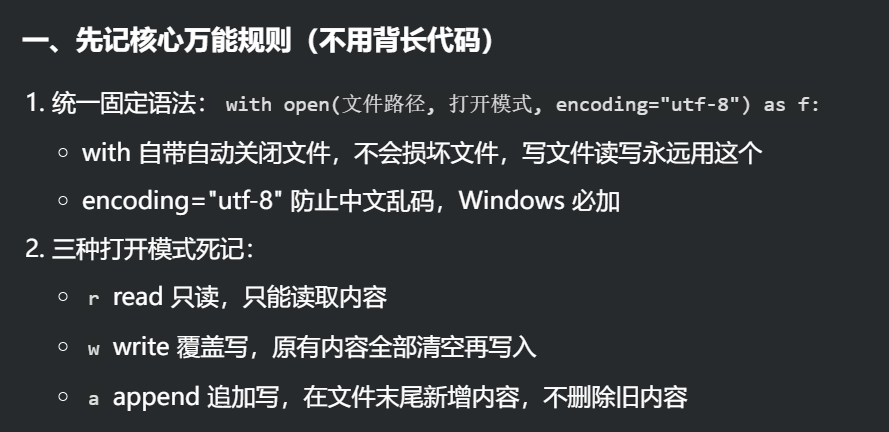 一、先记核心万能规则（不用背长代码）
1. 统一固定语法： with open(文件路径, 打开模式, encoding="utf-8") as f:
○ with 自带自动关闭文件，不会损坏文件，写文件读写永远用这个
○ encoding="utf-8" 防止中文乱码，Windows 必加
2. 三种打开模式死记：
○ r read 只读，只能读取内容
○ w write 覆盖写，原有内容全部清空再写入
○ a append 追加写，在文件末尾新增内容，不删除旧内容